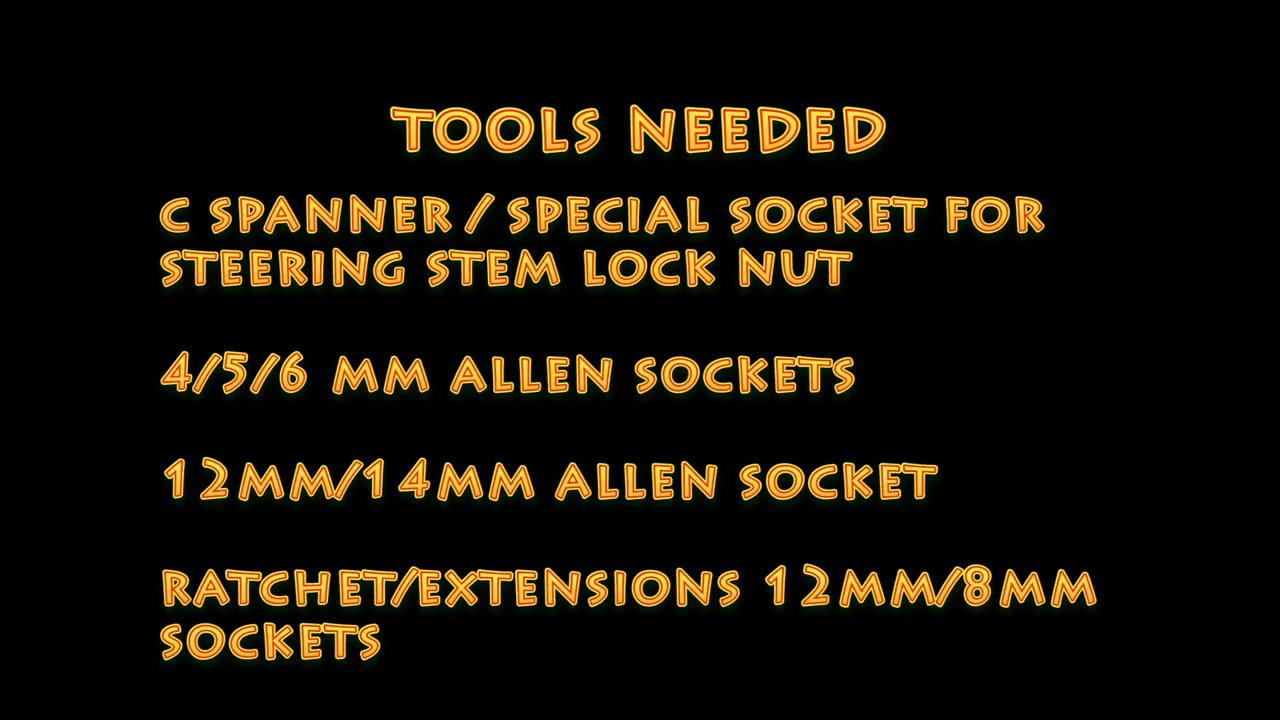 TOOLS NEEDED
C SPANNER / SPECIAL SOCKET FOR
STEERING STEM LOCK NUT
4/5/6 MM ALLEN SOCKETS
12MM/14MM ALLEN SOCKET
RATCHET/EXTENSIONS 12MM/8MM
SOCKETS